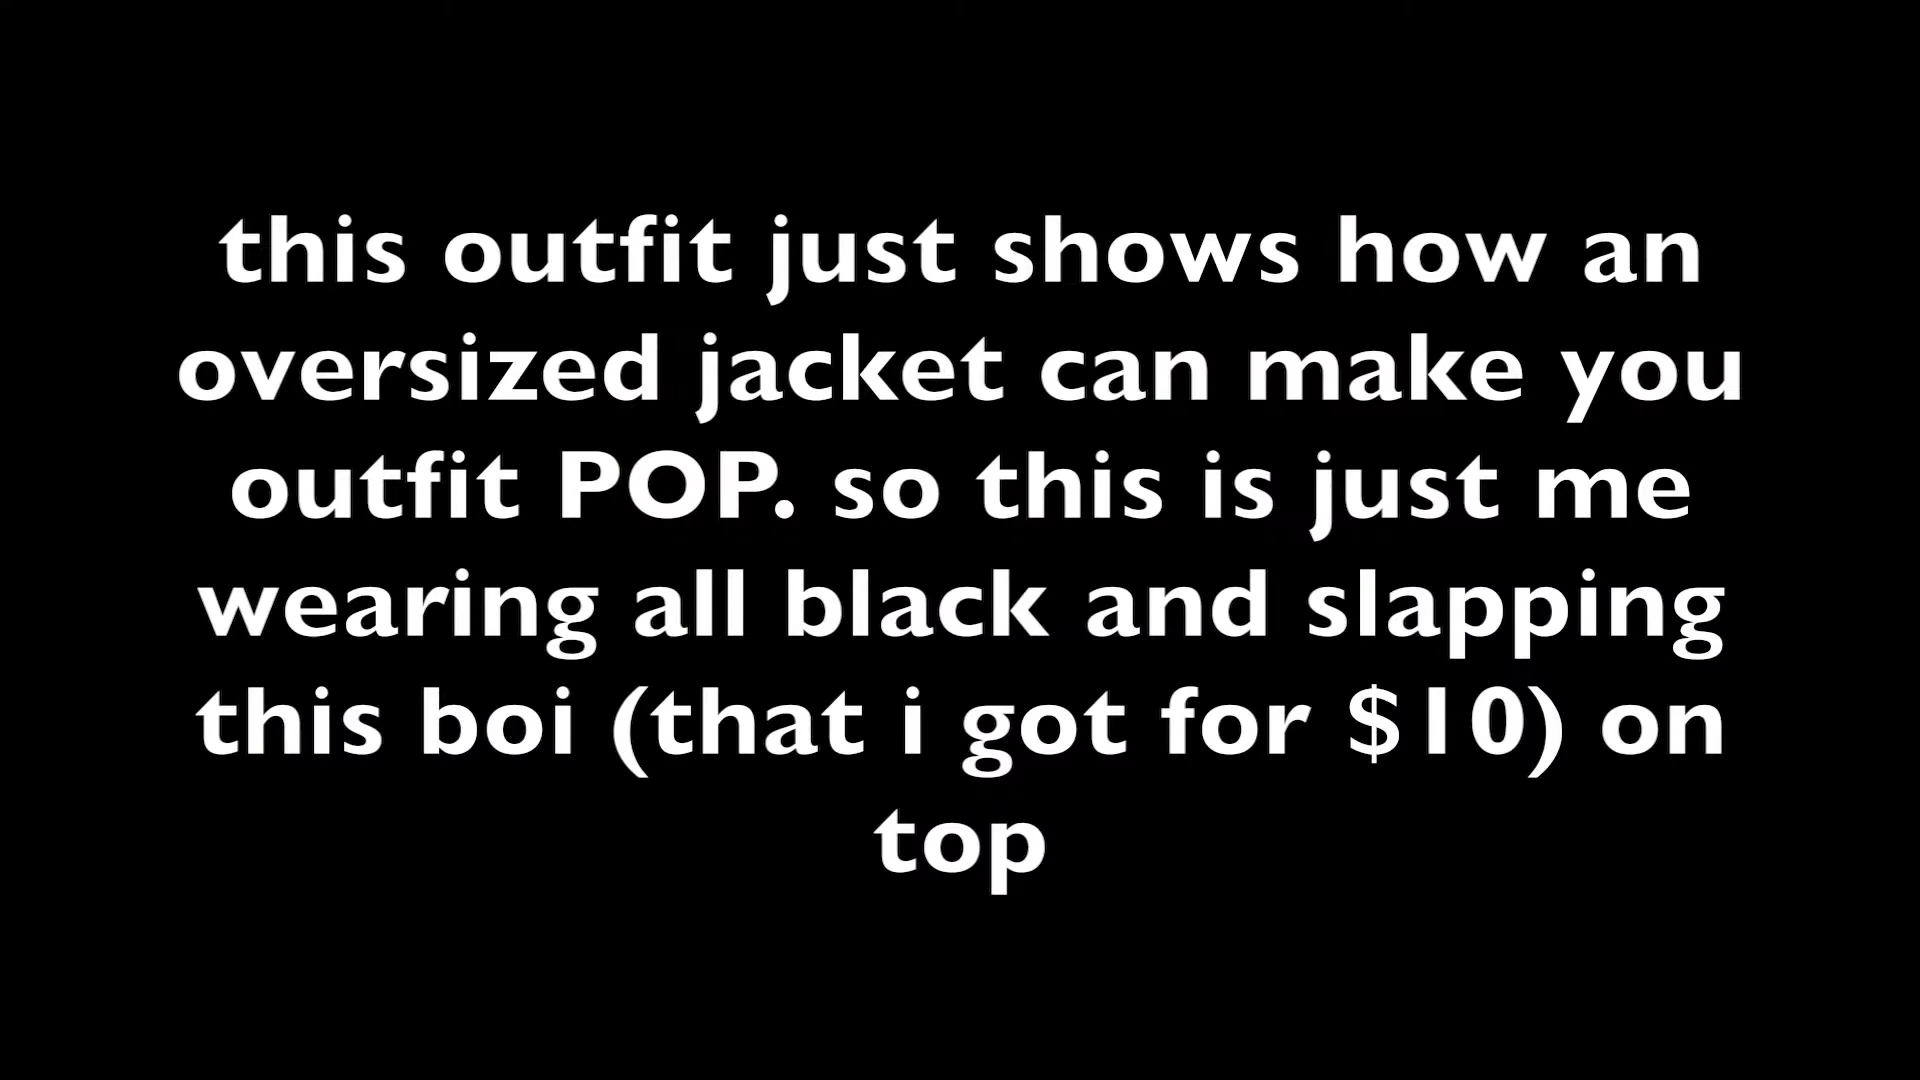 this outfit just shows how an
oversized jacket can make you
outfit POP. so this is just me
wearing all black and slapping
this boi (that i got for $10) on
top